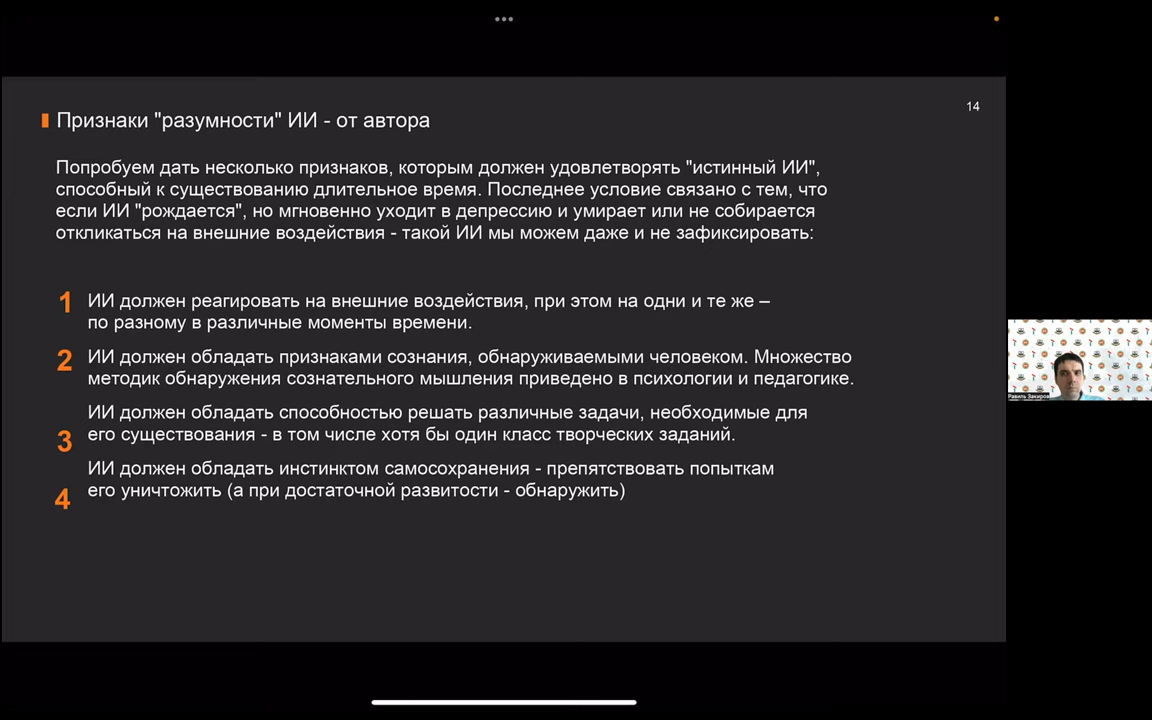 14
Признаки "разумности" ИИ - от автора
Попробуем дать несколько признаков, которым должен удовлетворять "истинный ИИ",
способный к существованию длительное время. Последнее условие связано с тем, что
если ИИ "рождается", но мгновенно уходит в депрессию и умирает или не собирается
откликаться на внешние воздействия - такой ИИ мы можем даже и не зафиксировать:
1 ИИ должен реагировать на внешние воздействия, при этом на одни и те же –
по разному в различные моменты времени.
2 ИИ должен обладать признаками сознания, обнаруживаемыми человеком. Множество
методик обнаружения сознательного мышления приведено в психологии и педагогике.
ИИ должен обладать способностью решать различные задачи, необходимые для
3 его существования - в том числе хотя бы один класс творческих заданий.
ИИ должен обладать инстинктом самосохранения - препятствовать попыткам
4 его уничтожить (а при достаточной развитости - обнаружить)
Равиль Закиров